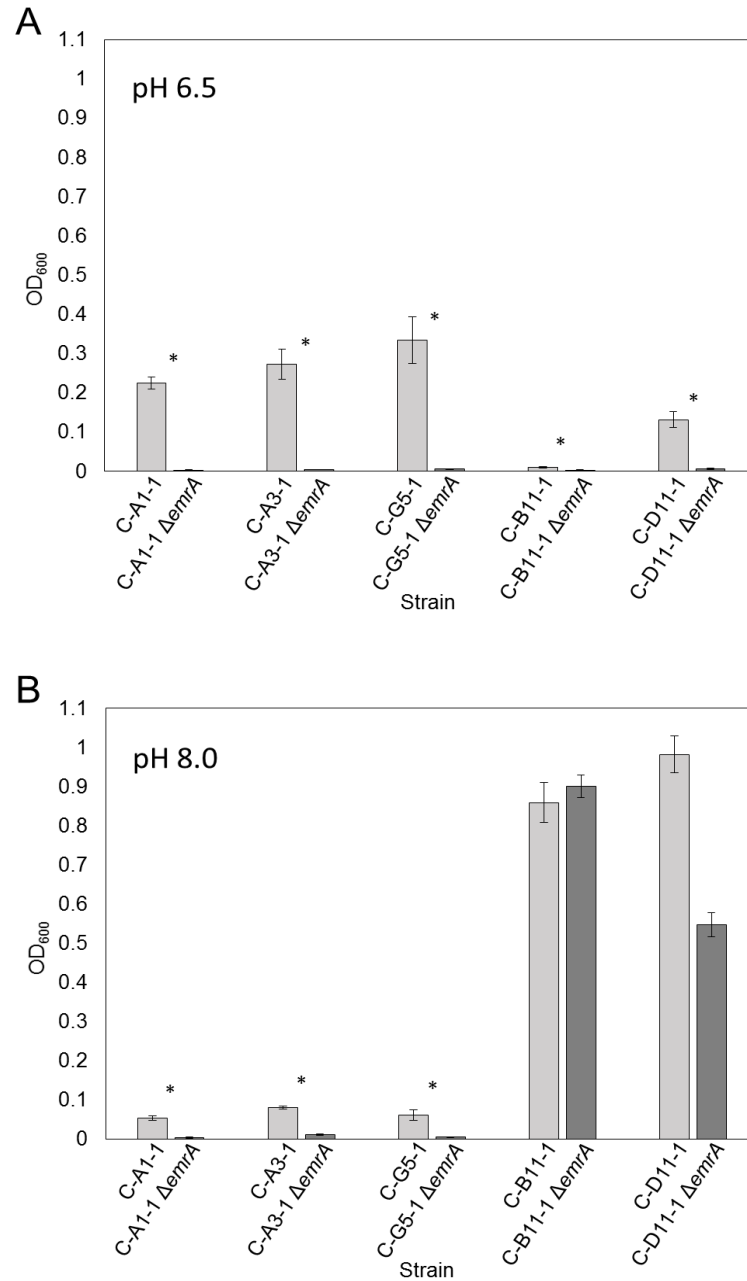 A
pH 6.5
1.1
1
0.9
0.8
0.7
0.6
0.5
0.4
0.3
0.2
0.1
0
OD600
*
*
*
*
*
C-A1-1
C-A1-1 ΔemrA
C-A3-1
C-A3-1 ΔemrA
C-G5-1
C-G5-1 ΔemrA
C-B11-1
C-B11-1 ΔemrA
C-D11-1
C-D11-1 ΔemrA
Strain
B
pH 8.0
1.1
1
0.9
0.8
0.7
0.6
0.5
0.4
0.3
0.2
0.1
0
OD600
*
*
*
C-A1-1
C-A1-1 ΔemrA
C-A3-1
C-A3-1 ΔemrA
C-G5-1
C-G5-1 ΔemrA
C-B11-1
C-B11-1 ΔemrA
C-D11-1
C-D11-1 ΔemrA
Strain